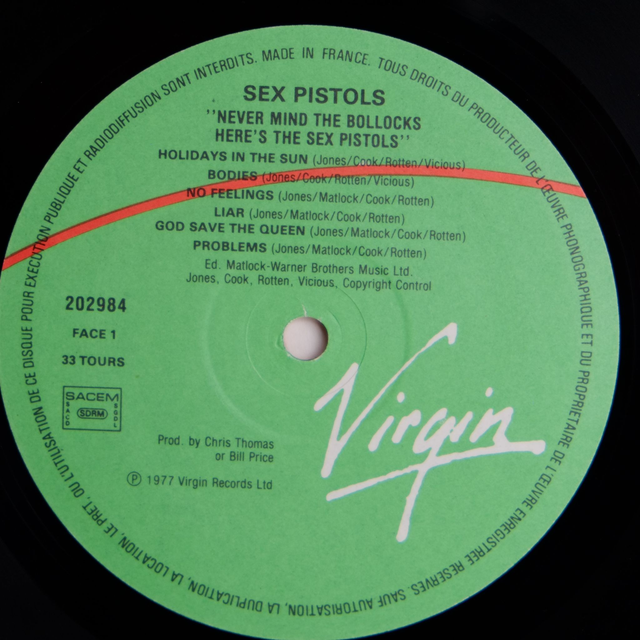 MADE IN FRANCE. TOUS DROITS DU PRODUCTEUR DE L'ŒUVRE PHONOGRAPHIQUE ET DU PROPRIETAIRE DE L'ŒUVRE ENREGISTREE RESERVES. SAUF AUTORISATION, LA DUPLICATION, LA LOCATION, LE PRET, OU L'UTILISATION DE CE DISQUE POUR EXECUTION PUBLIQUE ET RADIODIFFUSION SONT INTERDITS.
SEX PISTOLS
''NEVER MIND THE BOLLOCKS
HERE'S THE SEX PISTOLS''
HOLIDAYS IN THE SUN (Jones/Cook/Rotten/Vicious)
BODIES (Jones/Cook/Rotten/Vicious)
NO FEELINGS (Jones/Matlock/Cook/Rotten)
LIAR (Jones/Matlock/Cook/Rotten)
GOD SAVE THE QUEEN (Jones/Matlock/Cook/Rotten)
PROBLEMS (Jones/Matlock/Cook/Rotten)
Ed. Matlock-Warner Brothers Music Ltd.
Jones, Cook, Rotten, Vicious, Copyright Control
202984
FACE 1
33 TOURS
SACEM
SACD
SDRM
SGDL
Virgin
Prod. by Chris Thomas
or Bill Price
℗ 1977 Virgin Records Ltd